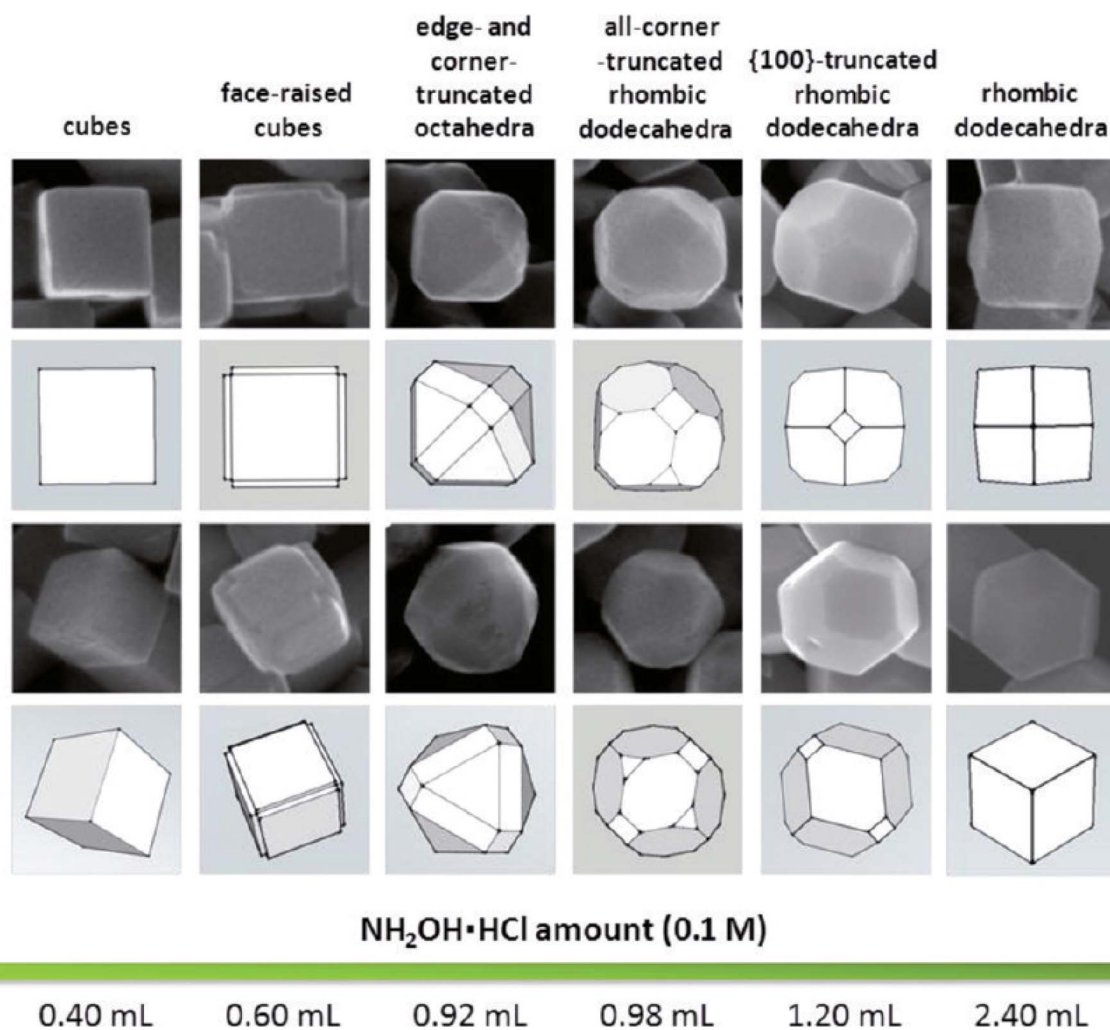 cubes
face-raised
cubes
edge- and
corner-
truncated
octahedra
all-corner
-truncated
rhombic
dodecahedra
{100}-truncated
rhombic
dodecahedra
rhombic
dodecahedra
NH₂OH·HCl amount (0.1 M)
0.40 mL
0.60 mL
0.92 mL
0.98 mL
1.20 mL
2.40 mL